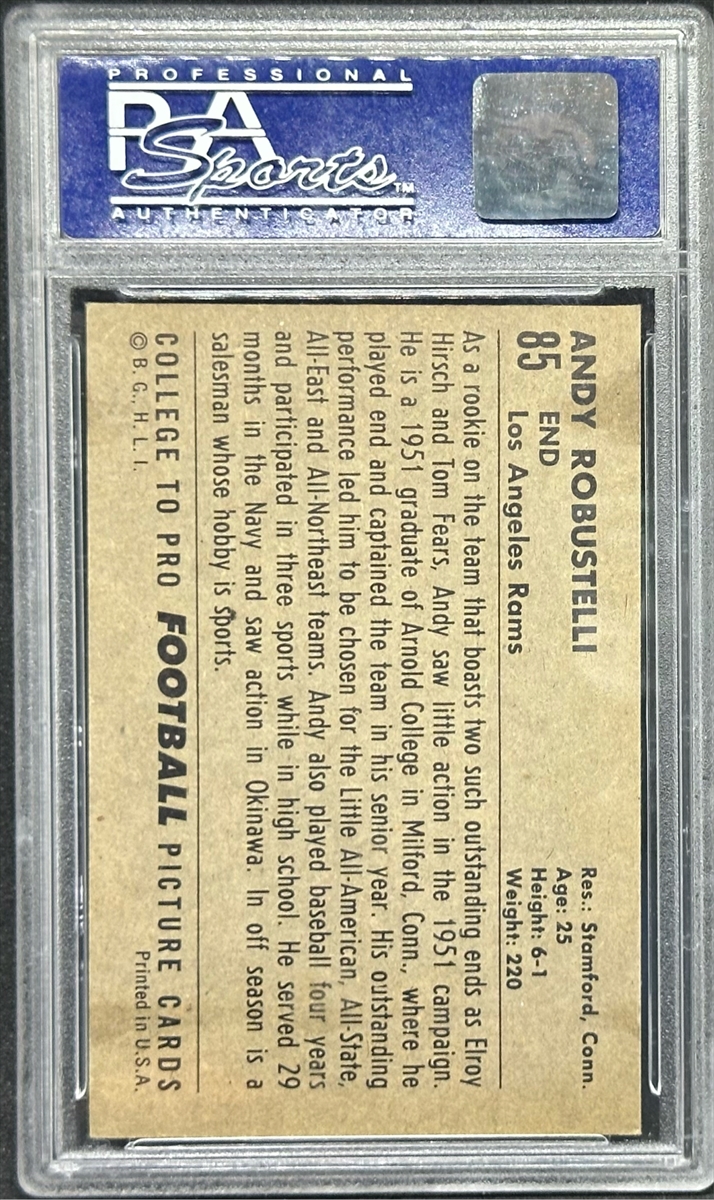 PROFESSIONAL
PSA
Sports™
AUTHENTICATOR
ANDY ROBUSTELLI
85 END
Los Angeles Rams
Res.: Stamford, Conn.
Age: 25
Height: 6-1
Weight: 220
As a rookie on the team that boasts two such outstanding ends as Elroy
Hirsch and Tom Fears, Andy saw little action in the 1951 campaign.
He is a 1951 graduate of Arnold College in Milford, Conn., where he
played end and captained the team in his senior year. His outstanding
performance led him to be chosen for the Little All-American, All-State,
All-East and All-Northeast teams. Andy also played baseball four years
and participated in three sports while in high school. He served 29
months in the Navy and saw action in Okinawa. In off season is a
salesman whose hobby is sports.
COLLEGE TO PRO FOOTBALL PICTURE CARDS
© B. G., H. L. I.
Printed in U.S.A.